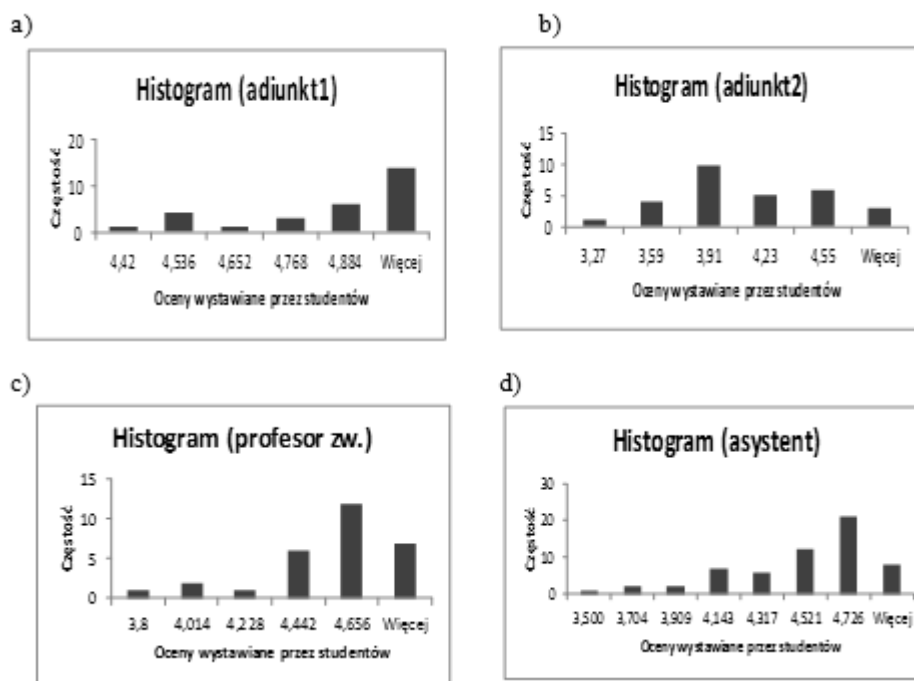 a)
Histogram (adiunkt1)
Częstość
20
10
0
4,42 4,536 4,652 4,768 4,884 Więcej
Oceny wystawiane przez studentów
b)
Histogram (adiunkt2)
Częstość
15
10
5
0
3,27 3,59 3,91 4,23 4,55 Więcej
Oceny wystawiane przez studentów
c)
Histogram (profesor zw.)
Częstość
15
10
5
0
3,8 4,014 4,228 4,442 4,656 Więcej
Oceny wystawiane przez studentów
d)
Histogram (asystent)
Częstość
30
20
10
0
3,500 3,704 3,909 4,143 4,317 4,521 4,726 Więcej
Oceny wystawiane przez studentów